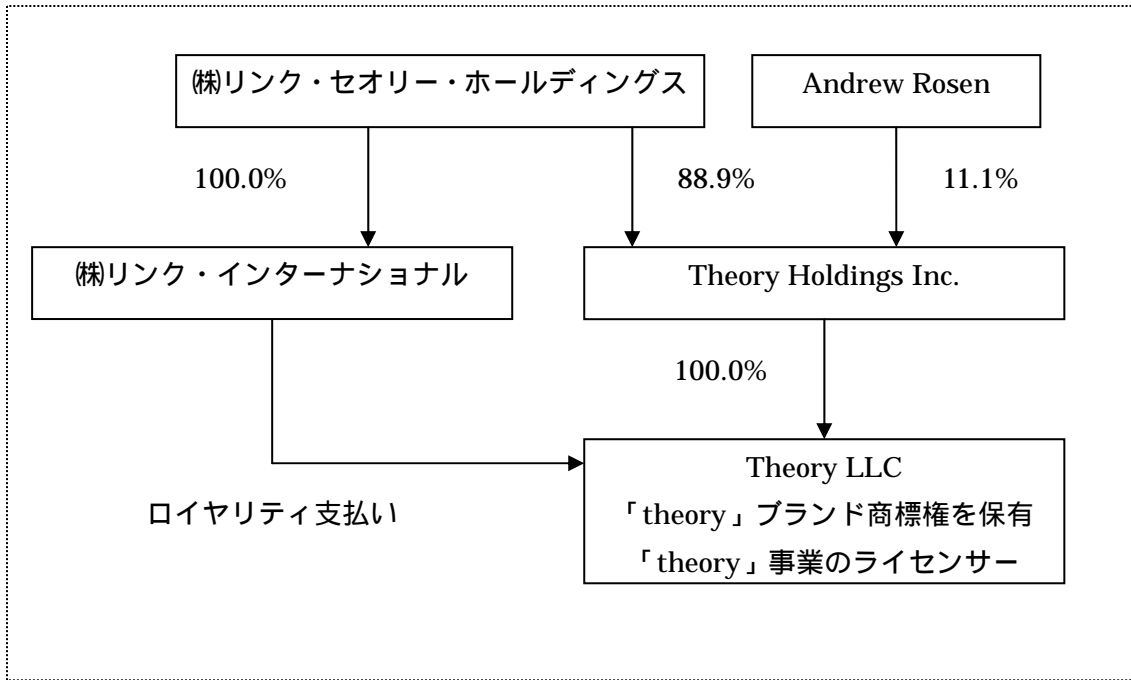 ㈱リンク・セオリー・ホールディングス
Andrew Rosen
100.0%
88.9%
11.1%
㈱リンク・インターナショナル
Theory Holdings Inc.
100.0%
Theory LLC
「theory」ブランド商標権を保有
「theory」事業のライセンサー
ロイヤリティ支払い